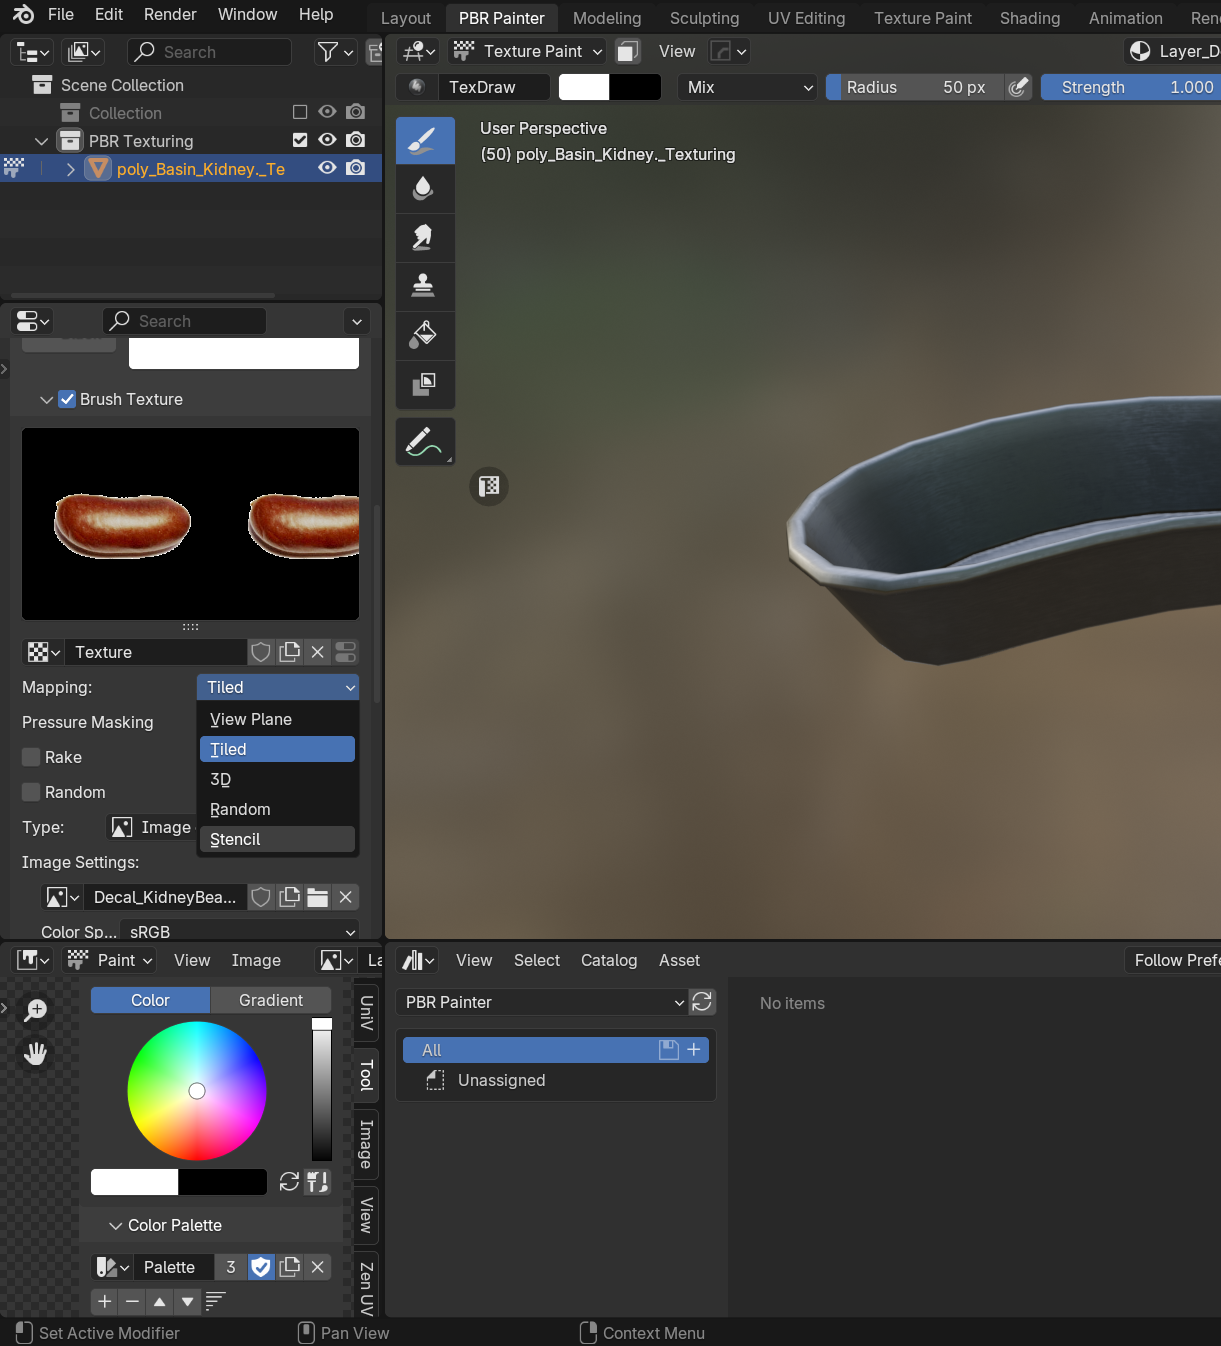 File Edit Render Window Help
Layout PBR Painter Modeling Sculpting UV Editing Texture Paint Shading Animation Ren
Search
Scene Collection
Collection
PBR Texturing
poly_Basin_Kidney._Te
Search
Brush Texture
Texture
Mapping: Tiled
View Plane
Pressure Masking
Tiled
Rake
3D
Random
Random
Type: Image
Stencil
Image Settings:
Decal_KidneyBea...
Color Sp... sRGB
Texture Paint View Layer_D
TexDraw Mix Radius 50 px Strength 1.000
User Perspective
(50) poly_Basin_Kidney._Texturing
Paint View Image La
Color Gradient
UniV
Tool
Image
View
Zen UV
Color Palette
Palette 3
View Select Catalog Asset Follow Prefe
PBR Painter
No items
All
Unassigned
Set Active Modifier Pan View Context Menu